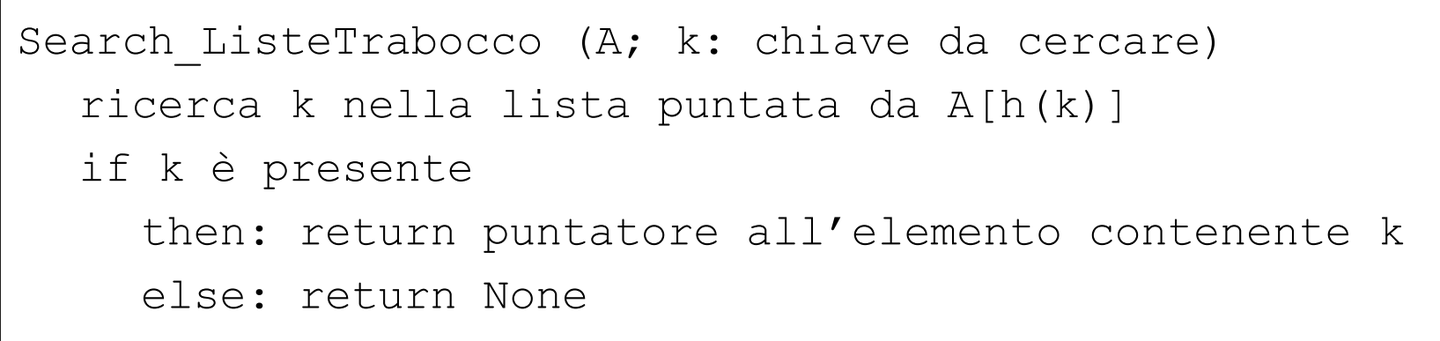 Search_ListeTrabocco (A; k: chiave da cercare)
ricerca k nella lista puntata da A[h(k)]
if k è presente
then: return puntatore all’elemento contenente k
else: return None